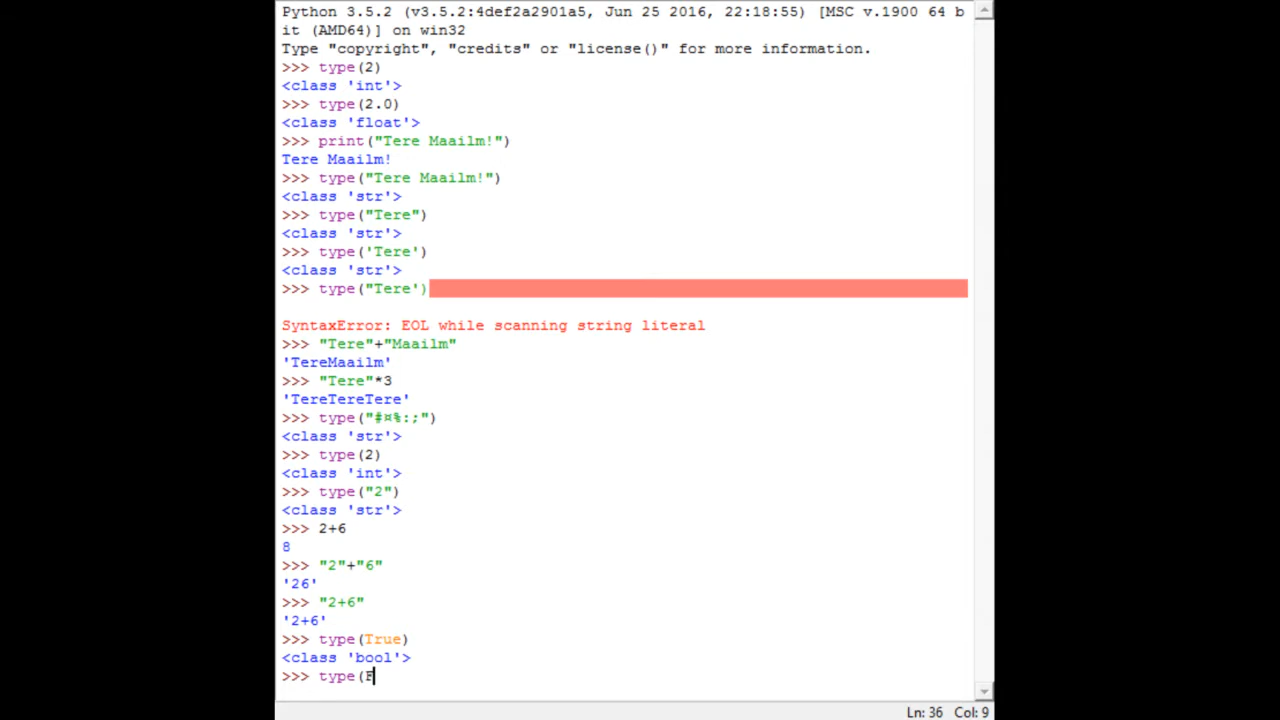 Python 3.5.2 (v3.5.2:4def2a2901a5, Jun 25 2016, 22:18:55) [MSC v.1900 64 b
it (AMD64)] on win32
Type "copyright", "credits" or "license()" for more information.
>>> type(2)
<class 'int'>
>>> type(2.0)
<class 'float'>
>>> print("Tere Maailm!")
Tere Maailm!
>>> type("Tere Maailm!")
<class 'str'>
>>> type("Tere")
<class 'str'>
>>> type('Tere')
<class 'str'>
>>> type("Tere')
SyntaxError: EOL while scanning string literal
>>> "Tere"+"Maailm"
'TereMaailm'
>>> "Tere"*3
'TereTereTere'
>>> type("#¤%:;")
<class 'str'>
>>> type(2)
<class 'int'>
>>> type("2")
<class 'str'>
>>> 2+6
8
>>> "2"+"6"
'26'
>>> "2+6"
'2+6'
>>> type(True)
<class 'bool'>
>>> type(F
Ln: 36 Col: 9